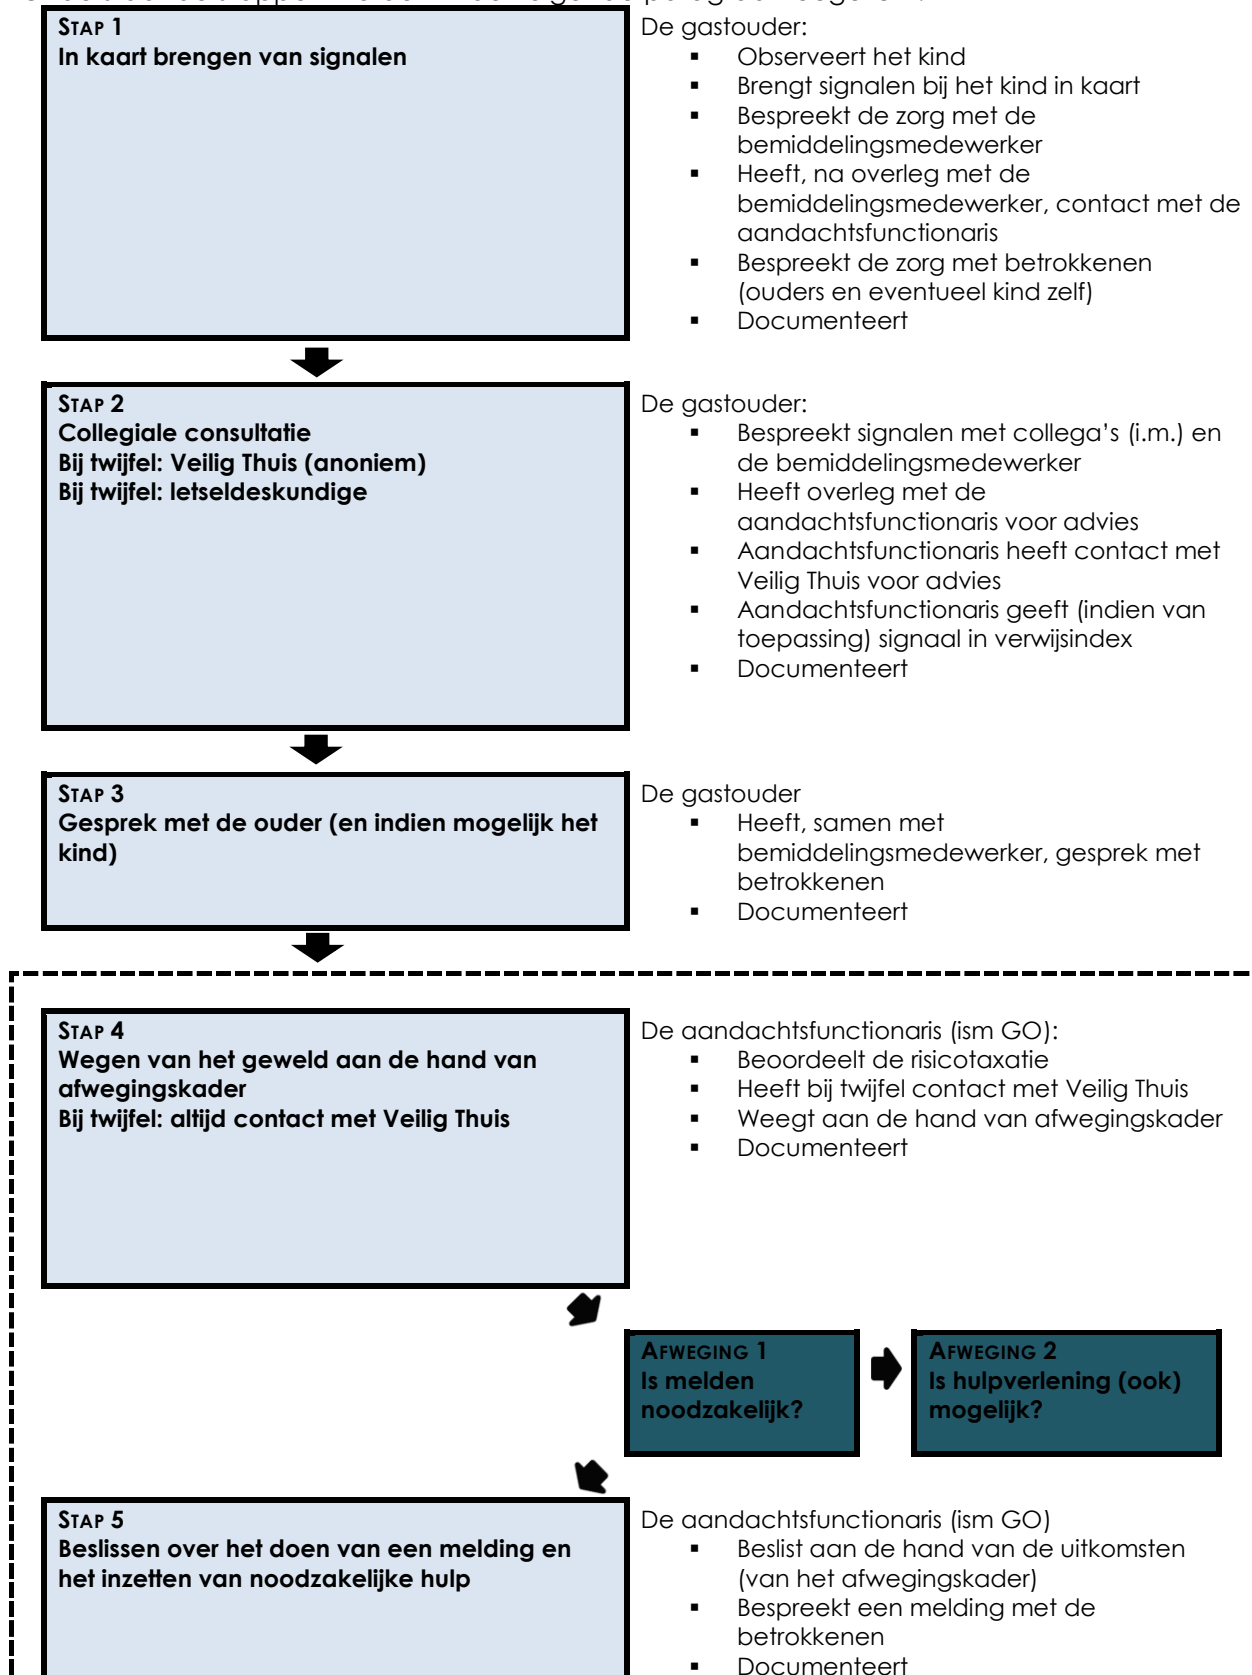 STAP 1
In kaart brengen van signalen
De gastouder:
▪ Observeert het kind
▪ Brengt signalen bij het kind in kaart
▪ Bespreekt de zorg met de
bemiddelingsmedewerker
▪ Heeft, na overleg met de
bemiddelingsmedewerker, contact met de
aandachtsfunctionaris
▪ Bespreekt de zorg met betrokkenen
(ouders en eventueel kind zelf)
▪ Documenteert
STAP 2
Collegiale consultatie
Bij twijfel: Veilig Thuis (anoniem)
Bij twijfel: letseldeskundige
De gastouder:
▪ Bespreekt signalen met collega’s (i.m.) en
de bemiddelingsmedewerker
▪ Heeft overleg met de
aandachtsfunctionaris voor advies
▪ Aandachtsfunctionaris heeft contact met
Veilig Thuis voor advies
▪ Aandachtsfunctionaris geeft (indien van
toepassing) signaal in verwijsindex
▪ Documenteert
STAP 3
Gesprek met de ouder (en indien mogelijk het
kind)
De gastouder
▪ Heeft, samen met
bemiddelingsmedewerker, gesprek met
betrokkenen
▪ Documenteert
STAP 4
Wegen van het geweld aan de hand van
afwegingskader
Bij twijfel: altijd contact met Veilig Thuis
De aandachtsfunctionaris (ism GO):
▪ Beoordeelt de risicotaxatie
▪ Heeft bij twijfel contact met Veilig Thuis
▪ Weegt aan de hand van afwegingskader
▪ Documenteert
AFWEGING 1
Is melden
noodzakelijk?
AFWEGING 2
Is hulpverlening (ook)
mogelijk?
STAP 5
Beslissen over het doen van een melding en
het inzetten van noodzakelijke hulp
De aandachtsfunctionaris (ism GO)
▪ Beslist aan de hand van de uitkomsten
(van het afwegingskader)
▪ Bespreekt een melding met de
betrokkenen
▪ Documenteert